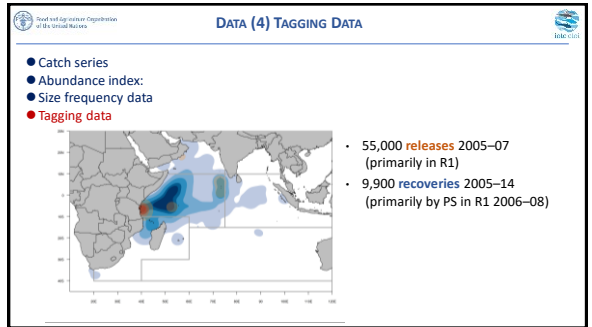 Food and Agriculture Organization
of the United Nations
DATA (4) TAGGING DATA
iotc ctoi
Catch series
Abundance index:
Size frequency data
Tagging data
55,000 releases 2005–07
(primarily in R1)
9,900 recoveries 2005–14
(primarily by PS in R1 2006–08)